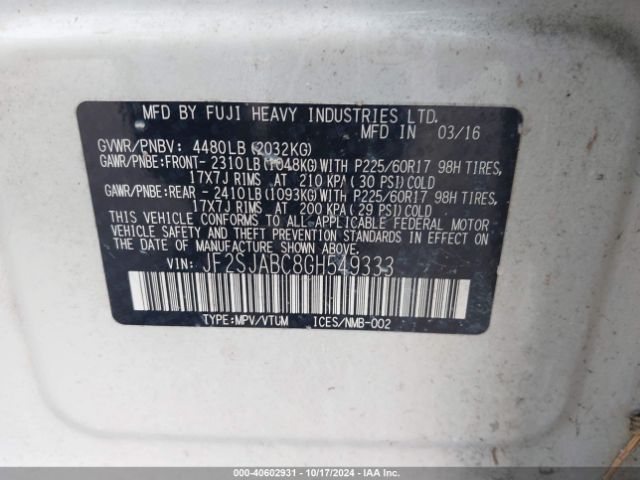 MFD BY FUJI HEAVY INDUSTRIES LTD.
MFD IN 03/16
GVWR/PNBV: 4480LB (2032KG)
GAWR/PNBE:FRONT- 2310LB(1048KG)WITH P225/60R17 98H TIRES,
17X7J RIMS AT 210 KPA(30 PSI)COLD
GAWR/PNBE:REAR - 2410LB(1093KG)WITH P225/60R17 98H TIRES,
17X7J RIMS AT 200 KPA(29 PSI)COLD
THIS VEHICLE CONFORMS TO ALL APPLICABLE FEDERAL MOTOR
VEHICLE SAFETY AND THEFT PREVENTION STANDARDS IN EFFECT
ON THE DATE OF MANUFACTURE SHOWN ABOVE.
VIN: JF2SJABC8GH549333
TYPE:MPV/VTUM ICES/NMB-002
000-40602931 - 10/17/2024 - IAA Inc.